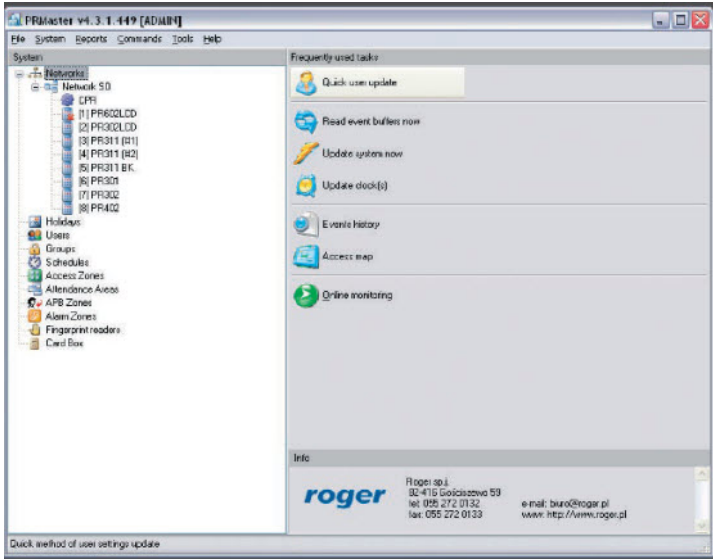 PRMaster v4.3.1.449 [ADMIN]
File System Reports Commands Tools Help
System
Networks
Network SD
CPR
[1] PR602LCD
[2] PR302LCD
[3] PR311 (#1)
[4] PR311 (#2)
[5] PR311 BK
[6] PR301
[7] PR302
[8] PR402
Holidays
Users
Groups
Schedules
Access Zones
Attendance Areas
APB Zones
Alarm Zones
Fingerprint readers
Card Box
Frequently used tasks
Quick user update
Read event buffers now
Update system now
Update clock(s)
Events history
Access map
Online monitoring
Info
roger
Roger sp.j.
82-416 Gościszewo 59
tel: 055 272 0132
fax: 055 272 0133
e-mail: biuro@roger.pl
www: http://www.roger.pl
Quick method of user settings update